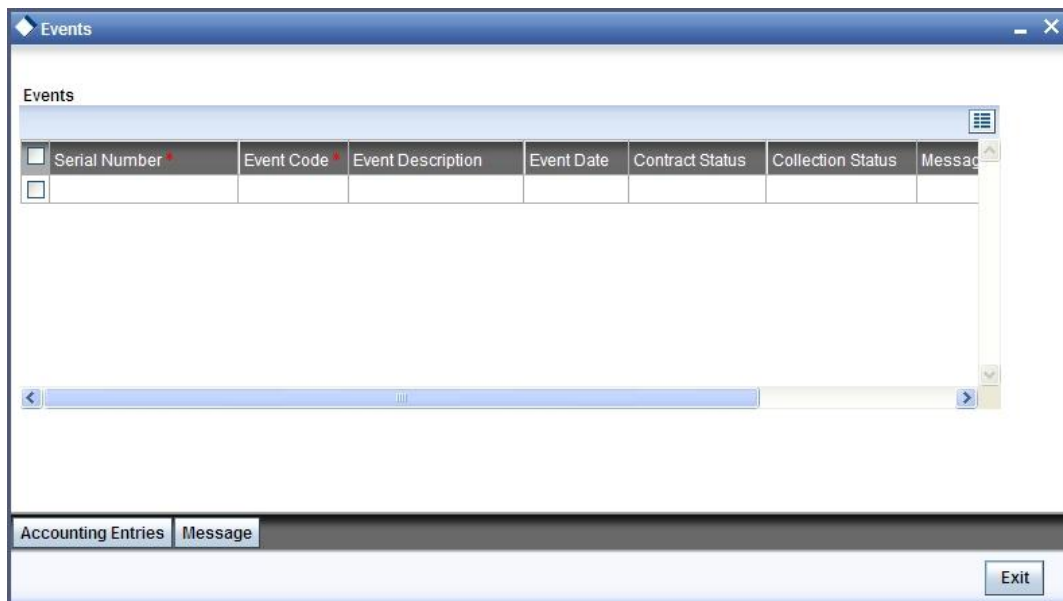 Events
Events
Serial Number * Event Code * Event Description Event Date Contract Status Collection Status
Accounting Entries Message
Exit